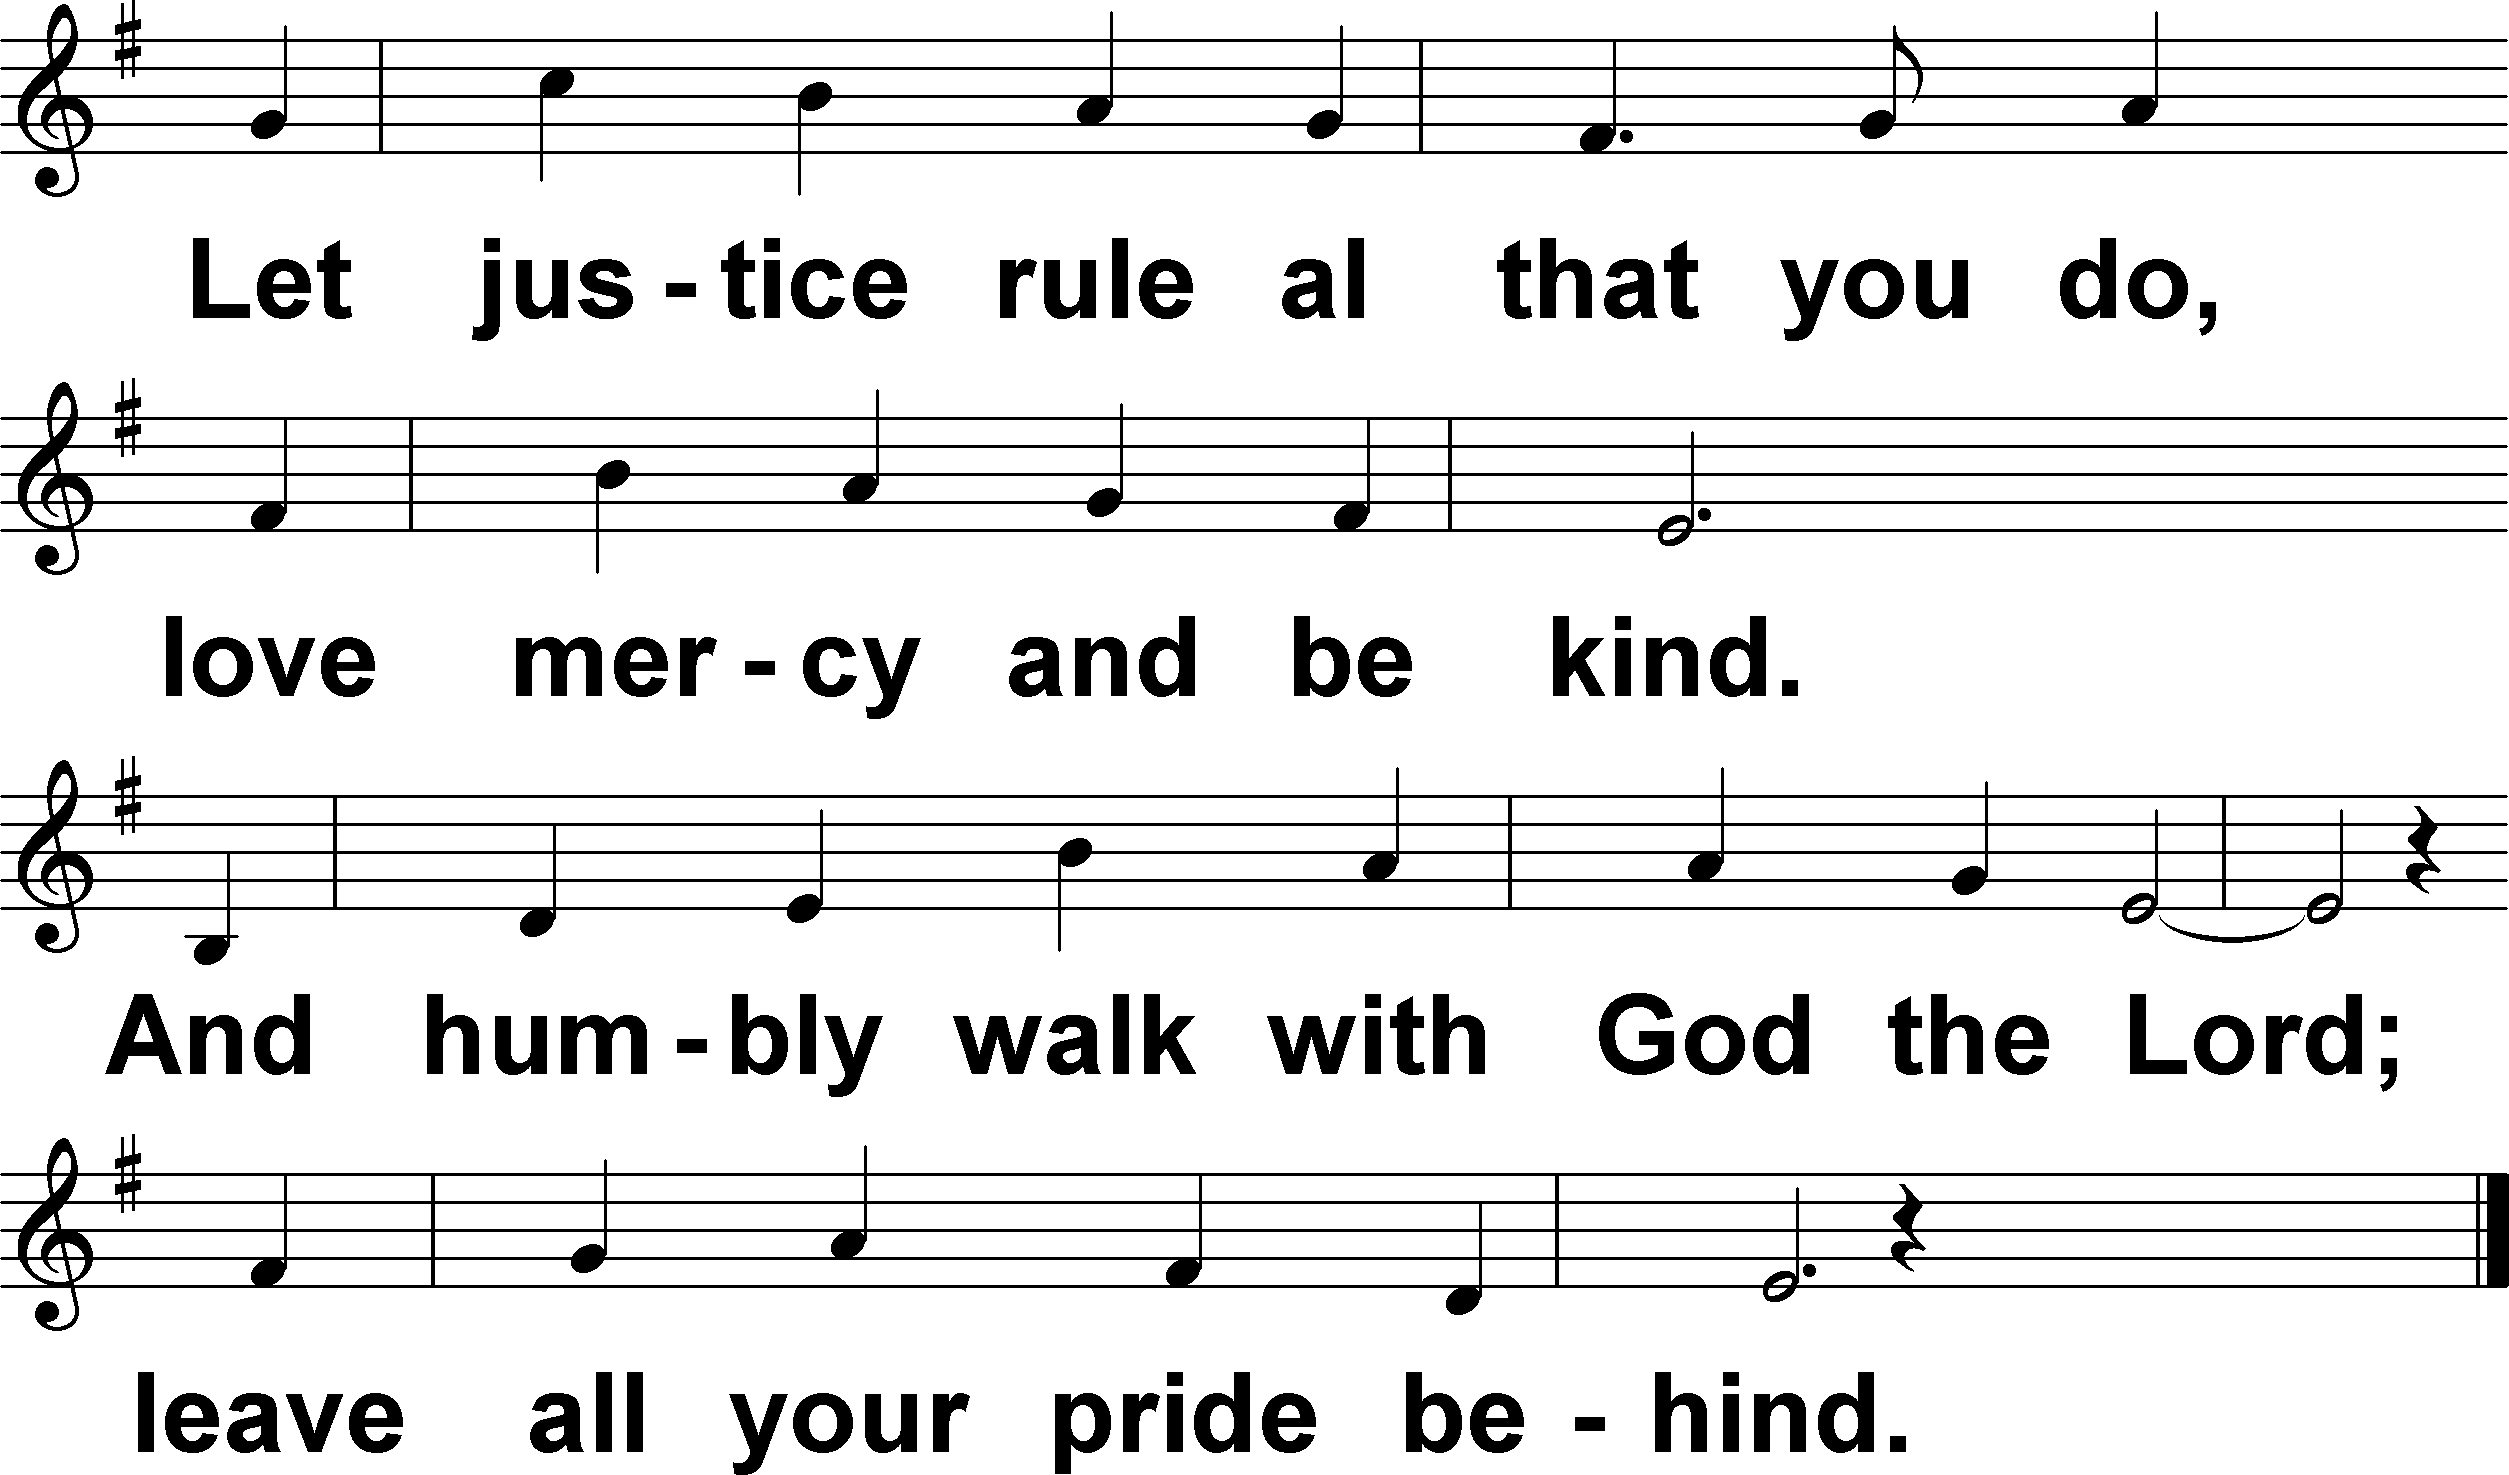 Let jus - tice rule al that you do,
love mer - cy and be kind.
And hum - bly walk with God the Lord;
leave all your pride be - hind.